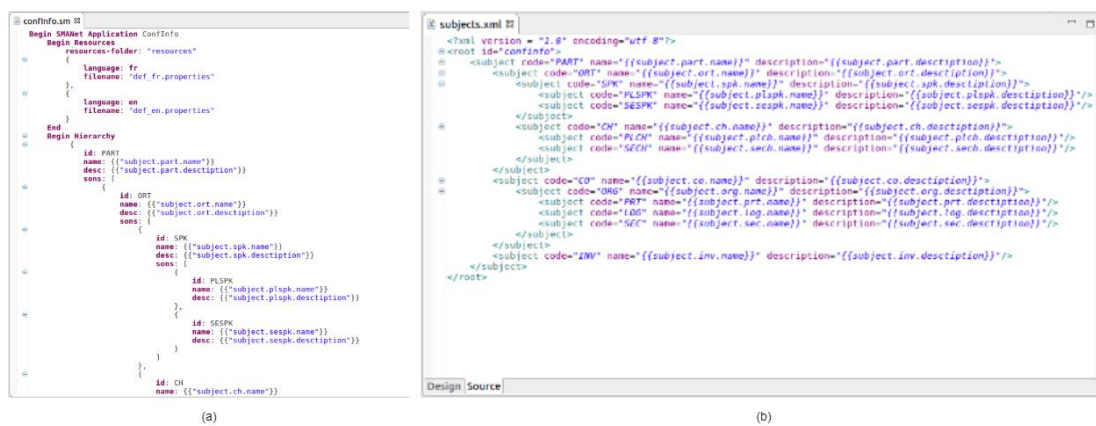 confInfo.sm
Begin SMANet Application ConfInfo
Begin Resources
resources-folder: "resources"
{
language: fr
filename: "def_fr.properties"
},
{
language: en
filename: "def_en.properties"
}
End
Begin Hierarchy
{
id: PART
name: {{"subject.part.name"}}
desc: {{"subject.part.desctiption"}}
sons: [
{
id: ORT
name: {{"subject.ort.name"}}
desc: {{"subject.ort.desctiption"}}
sons: [
{
id: SPK
name: {{"subject.spk.name"}}
desc: {{"subject.spk.desctiption"}}
sons: [
{
id: PLSPK
name: {{"subject.plspk.name"}}
desc: {{"subject.plspk.desctiption"}}
},
{
id: SESPK
name: {{"subject.sespk.name"}}
desc: {{"subject.sespk.desctiption"}}
}
]
},
{
id: CH
name: {{"subject.ch.name"}}
(a)
subjects.xml
<?xml version = "1.0" encoding="utf-8"?>
<root id="confinfo">
<subject code="PART" name="{{subject.part.name}}" description="{{subject.part.desctiption}}">
<subject code="ORT" name="{{subject.ort.name}}" description="{{subject.ort.desctiption}}">
<subject code="SPK" name="{{subject.spk.name}}" description="{{subject.spk.desctiption}}">
<subject code="PLSPK" name="{{subject.plspk.name}}" description="{{subject.plspk.desctiption}}"/>
<subject code="SESPK" name="{{subject.sespk.name}}" description="{{subject.sespk.desctiption}}"/>
</subject>
<subject code="CH" name="{{subject.ch.name}}" description="{{subject.ch.desctiption}}">
<subject code="PLCH" name="{{subject.plch.name}}" description="{{subject.plch.desctiption}}"/>
<subject code="SECH" name="{{subject.sech.name}}" description="{{subject.sech.desctiption}}"/>
</subject>
</subject>
<subject code="CO" name="{{subject.co.name}}" description="{{subject.co.desctiption}}">
<subject code="ORG" name="{{subject.org.name}}" description="{{subject.org.desctiption}}">
<subject code="PRT" name="{{subject.prt.name}}" description="{{subject.prt.desctiption}}"/>
<subject code="LOG" name="{{subject.log.name}}" description="{{subject.log.desctiption}}"/>
<subject code="SEC" name="{{subject.sec.name}}" description="{{subject.sec.desctiption}}"/>
</subject>
</subject>
<subject code="INV" name="{{subject.inv.name}}" description="{{subject.inv.desctiption}}"/>
</subject>
</root>
Design Source
(b)